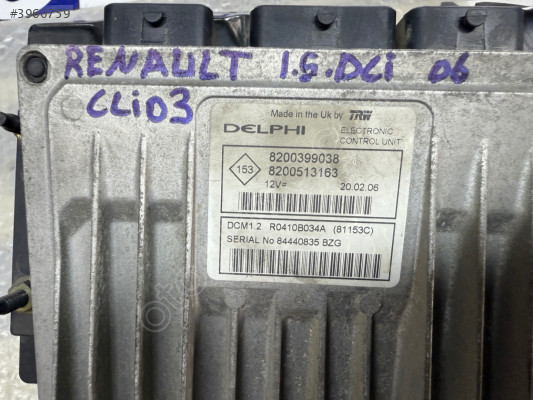 #3966759
RENAULT 1.5.DCi 06
CLiO3
Made in the Uk by TRW
DELPHI
ELECTRONIC
CONTROL UNIT
153
8200399038
8200513163
12V=
20.02.06
DCM1.2 R0410B034A (81153C)
SERIAL No 84440835 BZG